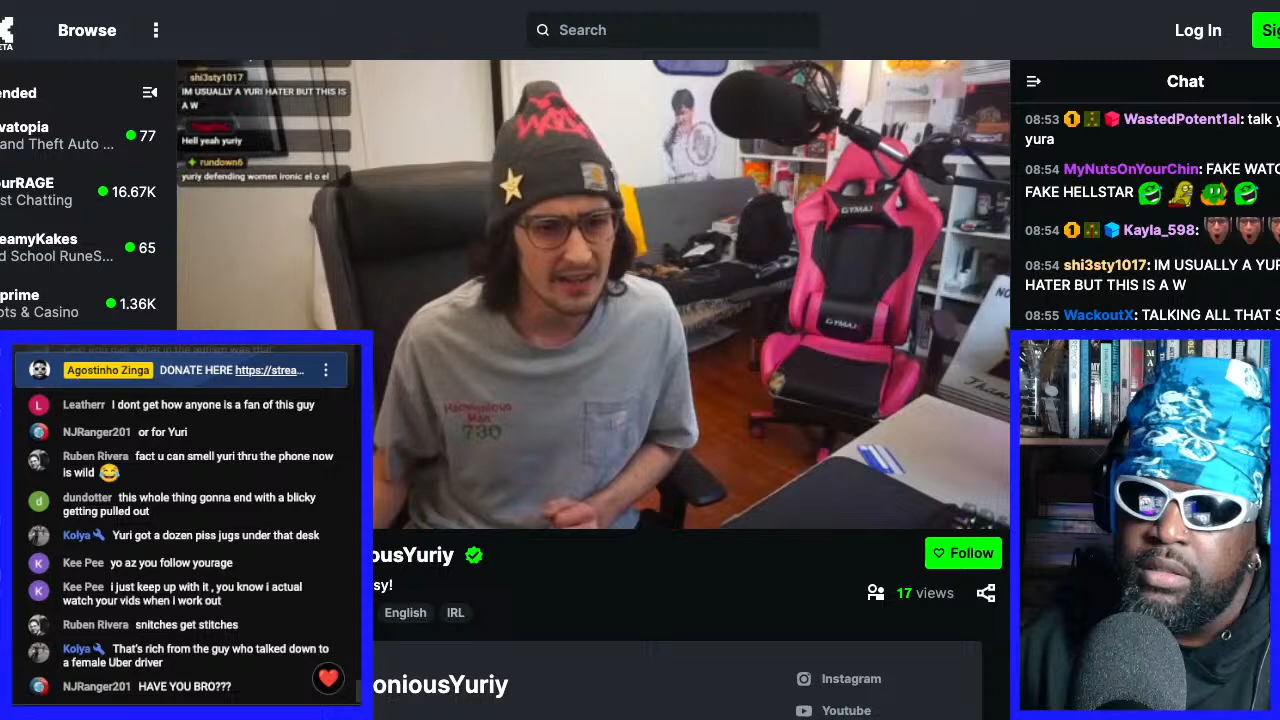 Browse
Search
Log In
Sig
ETA
ended
vatopia
77
and Theft Auto ...
ourRAGE
16.67K
st Chatting
eamyKakes
65
d School RuneS...
prime
1.36K
ots & Casino
shi3sty1017
IM USUALLY A YURI HATER BUT THIS IS
A W
Hell yeah yuriy
rundown6
yuriy defending women ironic el o el
GYMAX
GYMAX
Harmonious
Man
730
Chat
08:53 WastedPotent1al: talk y
yura
08:54 MyNutsOnYourChin: FAKE WATC
FAKE HELLSTAR
08:54 Kayla_598:
08:54 shi3sty1017: IM USUALLY A YUR
HATER BUT THIS IS A W
08:55 WackoutX: TALKING ALL THAT S
Agostinho Zinga DONATE HERE https://strea...
Leatherr I dont get how anyone is a fan of this guy
NJRanger201 or for Yuri
Ruben Rivera fact u can smell yuri thru the phone now
is wild 😂
dundotter this whole thing gonna end with a blicky
getting pulled out
Kolya Yuri got a dozen piss jugs under that desk
Kee Pee yo az you follow yourage
Kee Pee i just keep up with it , you know i actual
watch your vids when i work out
Ruben Rivera snitches get stitches
Kolya That's rich from the guy who talked down to
a female Uber driver
NJRanger201 HAVE YOU BRO???
ousYuriy
Follow
sy!
17 views
English
IRL
oniousYuriy
Instagram
Youtube